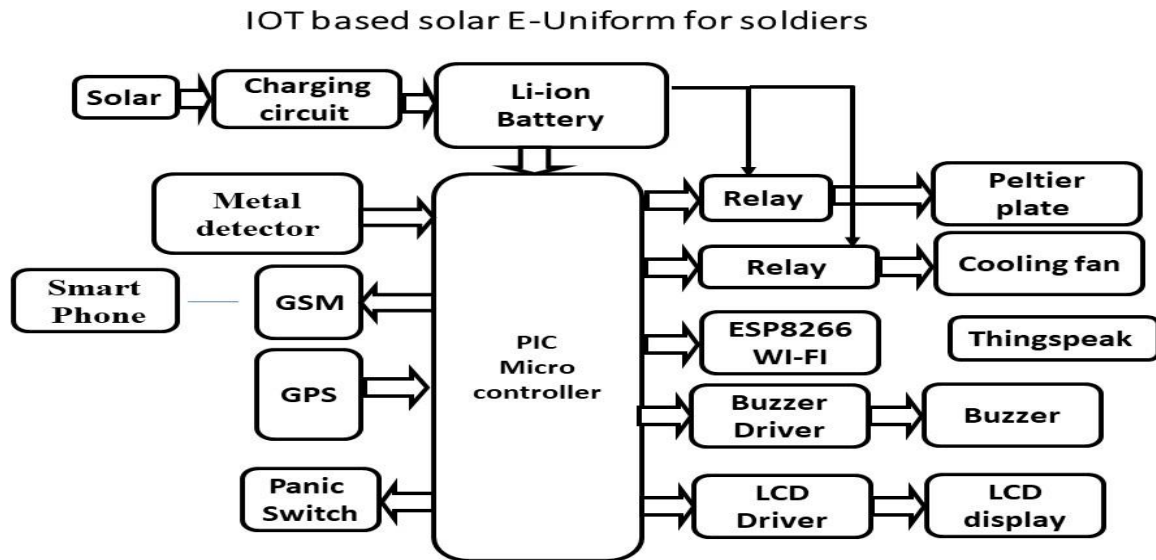 IOT based solar E-Uniform for soldiers
Solar
Charging
circuit
Li-ion
Battery
Metal
detector
Relay
Peltier
plate
Relay
Cooling fan
Smart
Phone
GSM
PIC
Micro
controller
ESP8266
WI-FI
Thingspeak
GPS
Buzzer
Driver
Buzzer
Panic
Switch
LCD
Driver
LCD
display